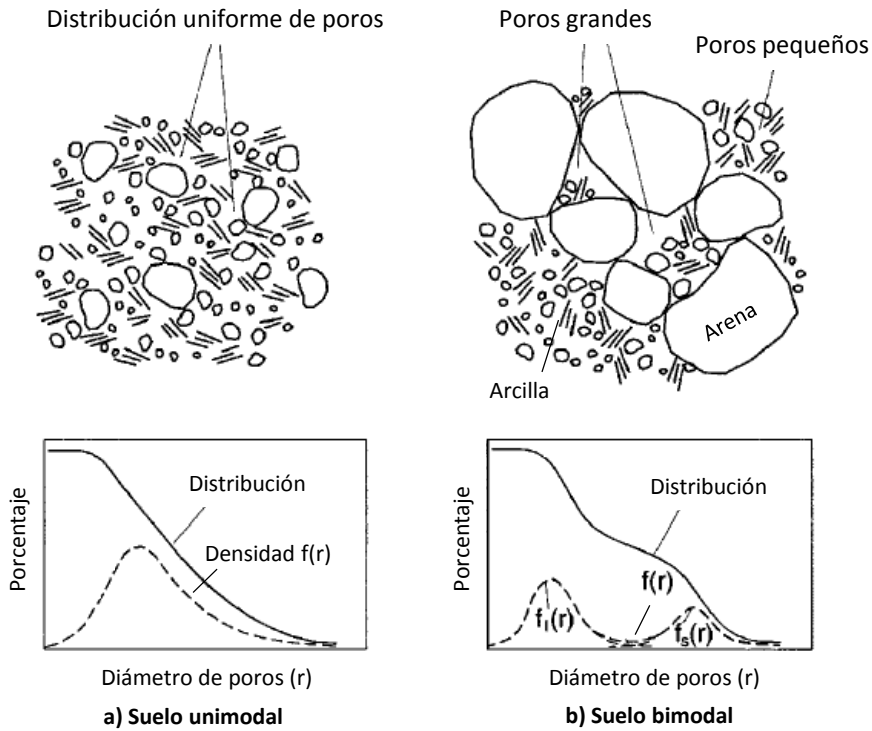 Distribución uniforme de poros
Poros grandes
Poros pequeños
Arena
Arcilla
Porcentaje
Distribución
Densidad f(r)
Diámetro de poros (r)
a) Suelo unimodal
Porcentaje
Distribución
f(r)
f₁(r)
fₛ(r)
Diámetro de poros (r)
b) Suelo bimodal